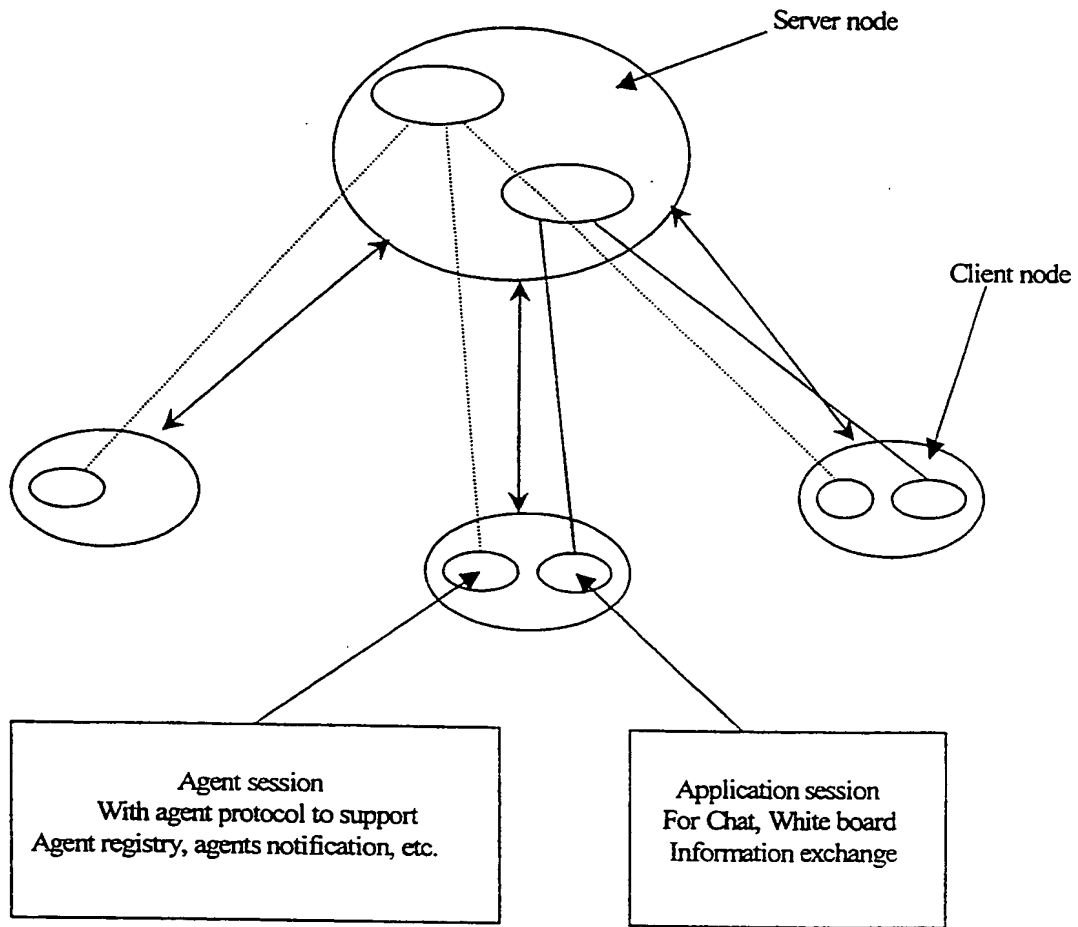 Server node
Client node
Agent session
With agent protocol to support
Agent registry, agents notification, etc.
Application session
For Chat, White board
Information exchange